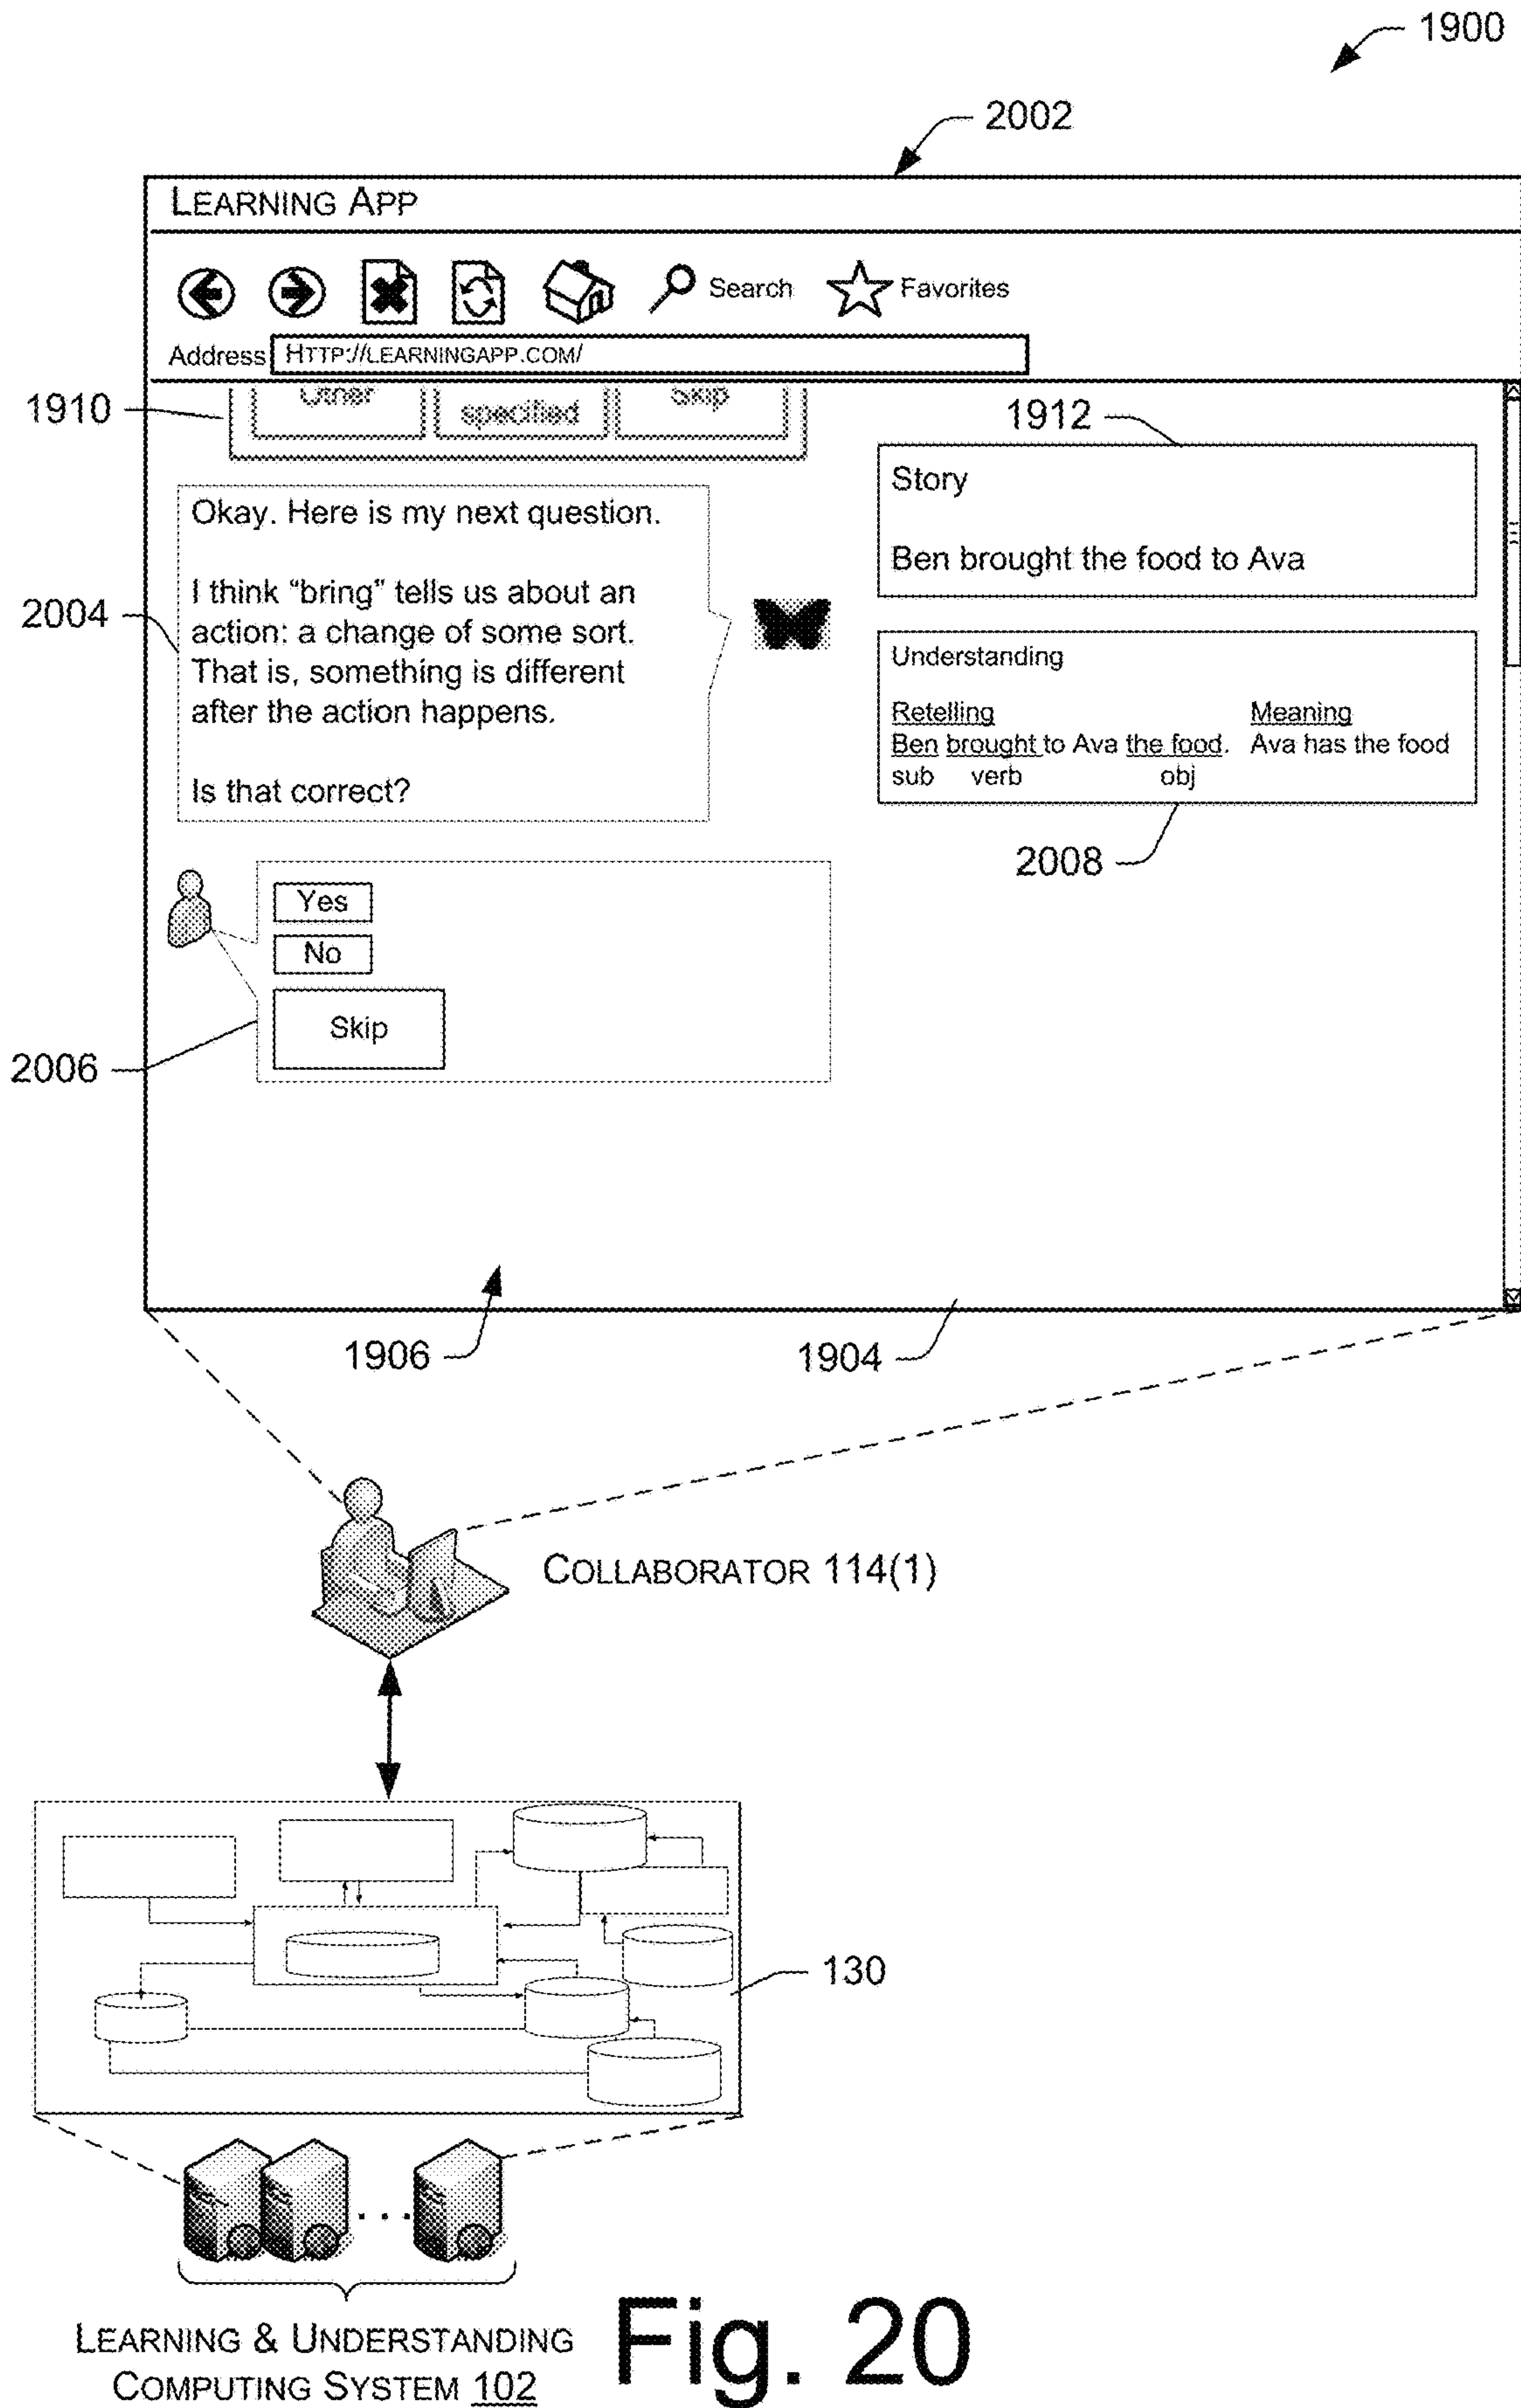 1900
2002
LEARNING APP
Search
Favorites
Address HTTP://LEARNINGAPP.COM/
1910
Other
specified
Skip
1912
Okay. Here is my next question.
I think “bring” tells us about an
action: a change of some sort.
That is, something is different
after the action happens.
Is that correct?
2004
Story
Ben brought the food to Ava
Understanding
Retelling Meaning
Ben brought to Ava the food. Ava has the food
sub verb obj
2008
Yes
No
Skip
2006
1906
1904
COLLABORATOR 114(1)
130
LEARNING & UNDERSTANDING
COMPUTING SYSTEM 102
Fig. 20